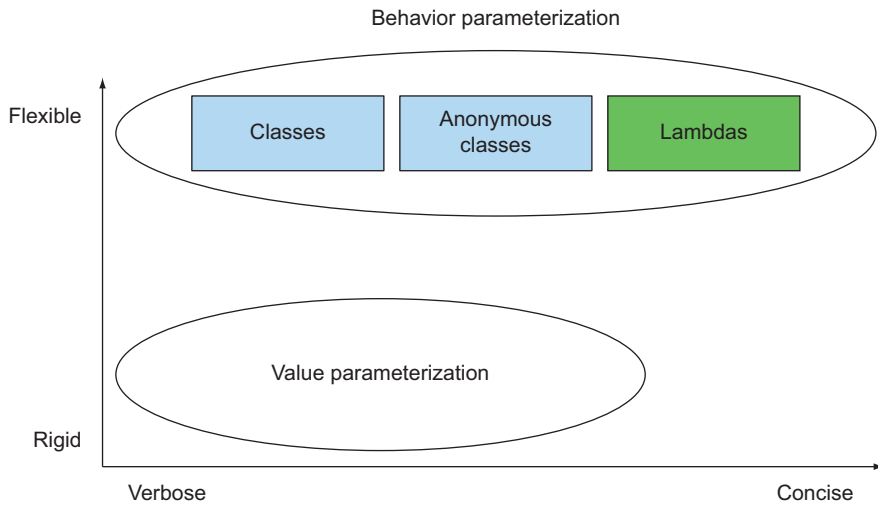 Behavior parameterization
Flexible
Classes
Anonymous
classes
Lambdas
Value parameterization
Rigid
Verbose
Concise